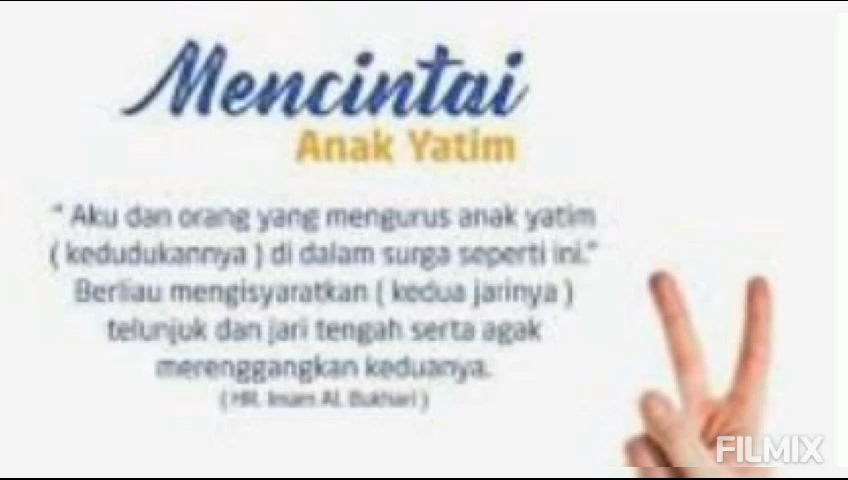 Mencintai
Anak Yatim
" Aku dan orang yang mengurus anak yatim
( kedudukannya ) di dalam surga seperti ini."
Berliau mengisyaratkan ( kedua jarinya )
telunjuk dan jari tengah serta agak
merenggangkan keduanya.
( HR. Imam AL Bukhari )
FILMIX